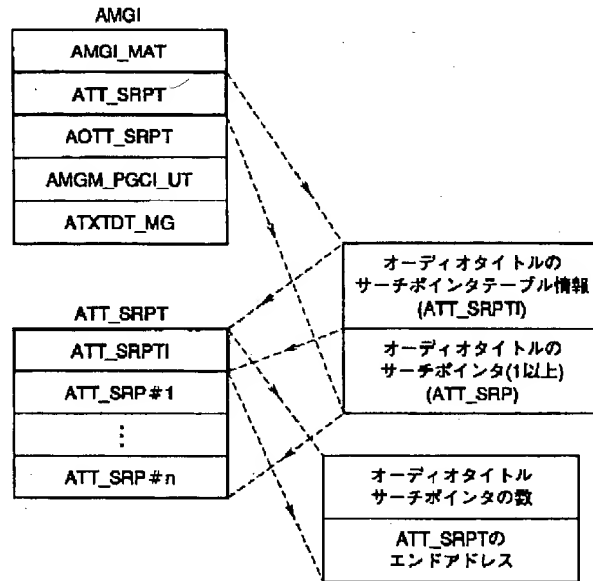 AMGI
AMGI_MAT
ATT_SRPT
AOTT_SRPT
AMGM_PGCI_UT
ATXTDT_MG
オーディオタイトルの
サーチポインタテーブル情報
(ATT_SRPTI)
オーディオタイトルの
サーチポインタ(1以上)
(ATT_SRP)
ATT_SRPT
ATT_SRPTI
ATT_SRP#1
⋮
ATT_SRP#n
オーディオタイトル
サーチポインタの数
ATT_SRPTの
エンドアドレス